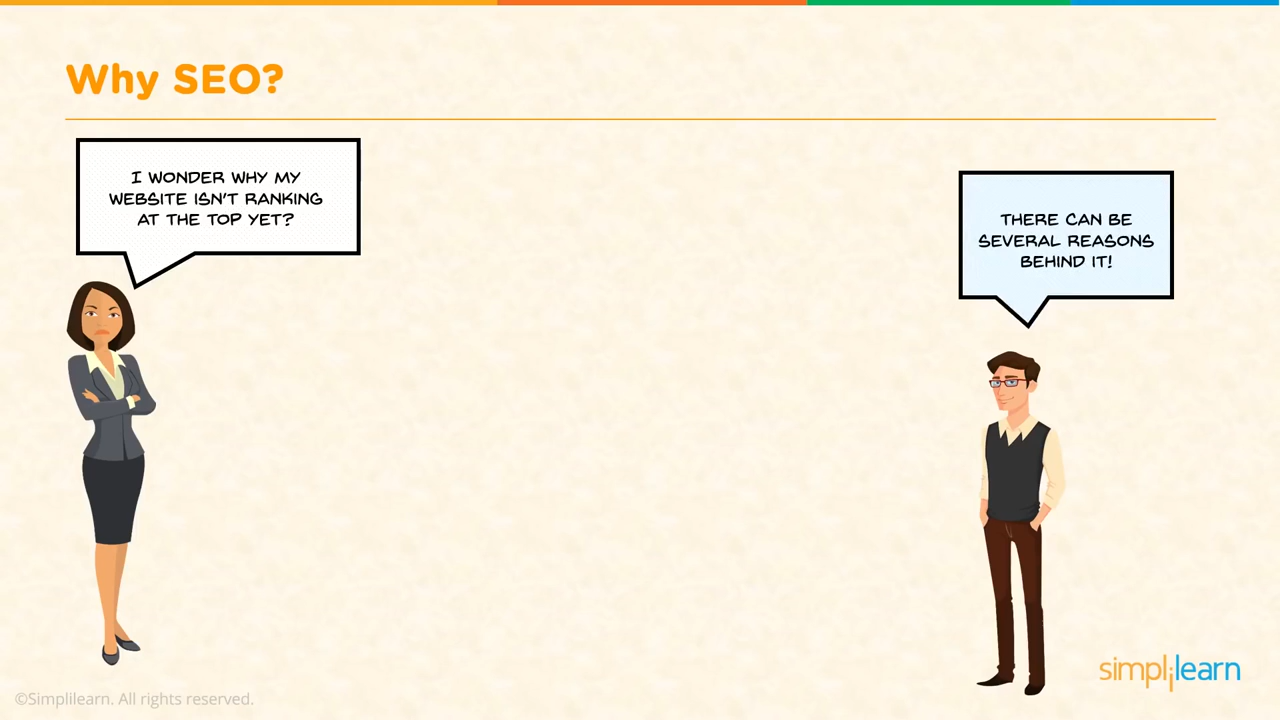 Why SEO?
I WONDER WHY MY
WEBSITE ISN'T RANKING
AT THE TOP YET?
THERE CAN BE
SEVERAL REASONS
BEHIND IT!
simplilearn
©Simplilearn. All rights reserved.